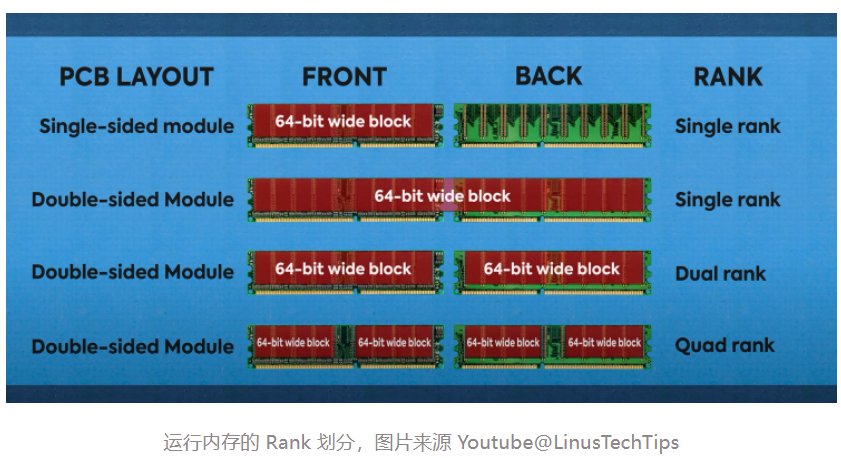 PCB LAYOUT FRONT BACK RANK
Single-sided module 64-bit wide block Single rank
Double-sided Module 64-bit wide block Single rank
Double-sided Module 64-bit wide block 64-bit wide block Dual rank
Double-sided Module 64-bit wide block 64-bit wide block 64-bit wide block 64-bit wide block Quad rank
运行内存的 Rank 划分，图片来源 Youtube@LinusTechTips